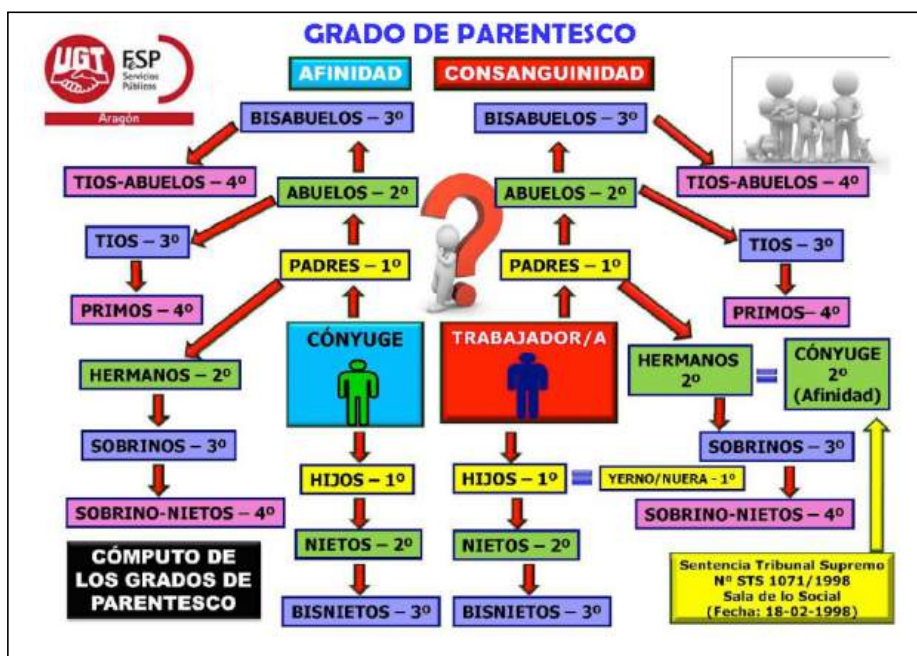 GRADO DE PARENTESCO
UGT
FeSP
Servicios
Públicos
Aragón
AFINIDAD
CONSANGUINIDAD
BISABUELOS – 3º
BISABUELOS – 3º
TIOS-ABUELOS – 4º
ABUELOS – 2º
ABUELOS – 2º
TIOS-ABUELOS – 4º
TIOS – 3º
PADRES – 1º
PADRES – 1º
TIOS – 3º
PRIMOS – 4º
PRIMOS– 4º
CÓNYUGE
TRABAJADOR/A
HERMANOS – 2º
HERMANOS
2º
=
CÓNYUGE
2º
(Afinidad)
SOBRINOS – 3º
SOBRINOS – 3º
HIJOS – 1º
HIJOS – 1º
=
YERNO/NUERA - 1º
SOBRINO-NIETOS – 4º
SOBRINO-NIETOS – 4º
NIETOS – 2º
NIETOS – 2º
CÓMPUTO DE
LOS GRADOS DE
PARENTESCO
BISNIETOS – 3º
BISNIETOS – 3º
Sentencia Tribunal Supremo
Nº STS 1071/1998
Sala de lo Social
(Fecha: 18-02-1998)